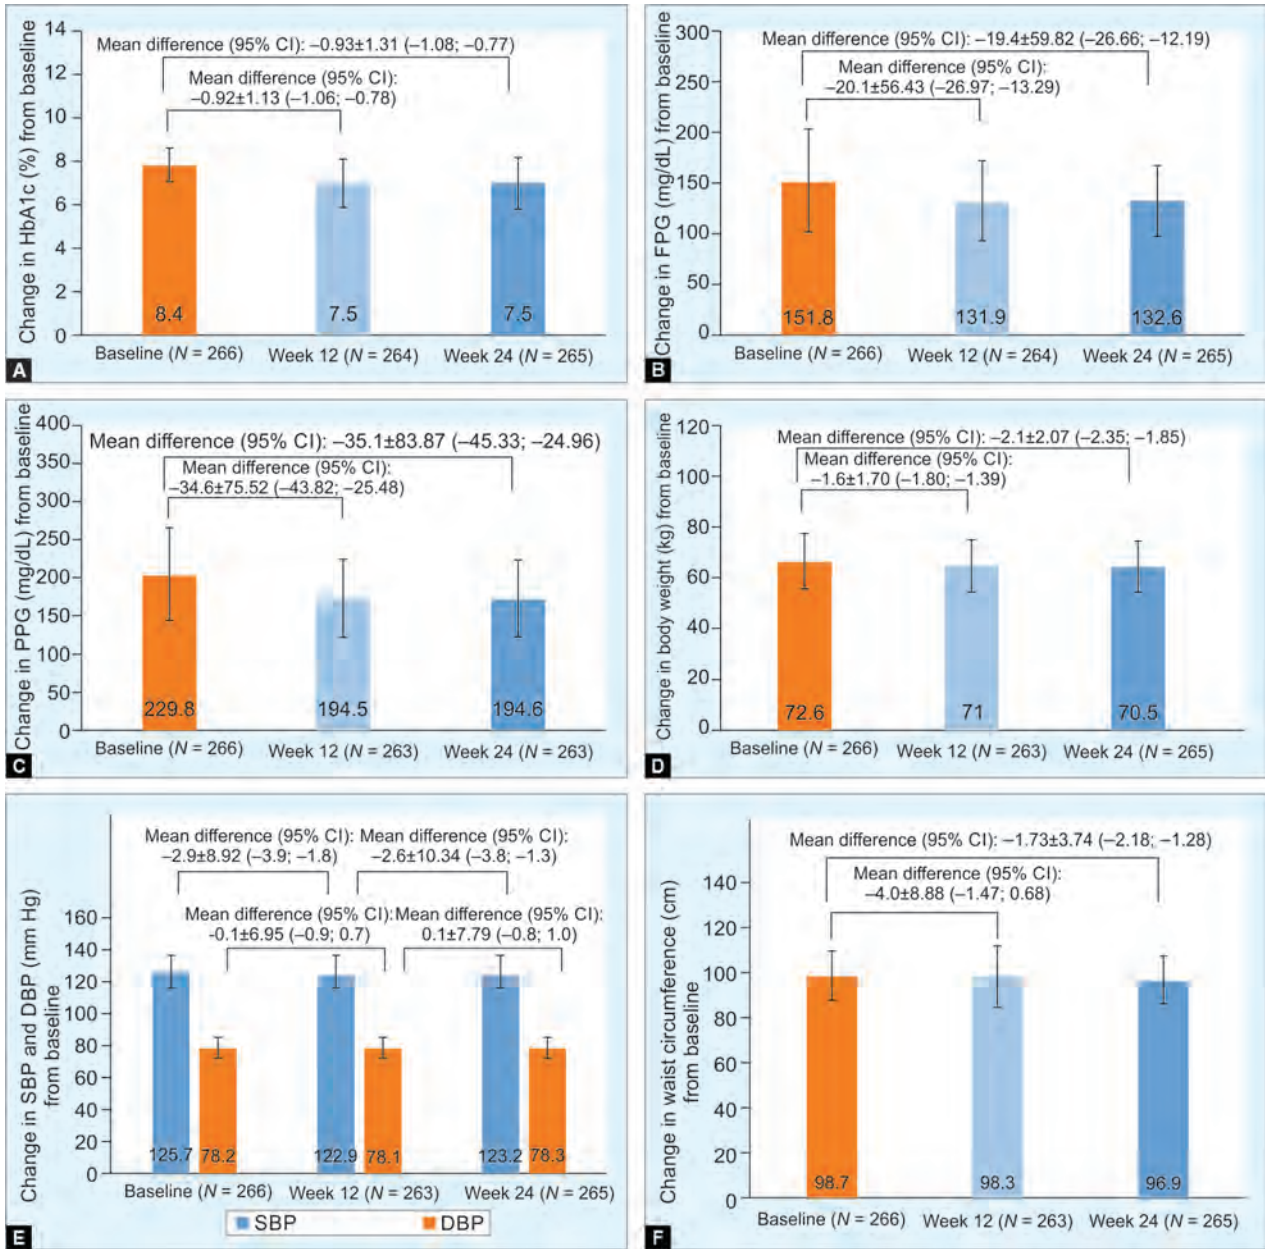 Change in HbA1c (%) from baseline
14
12
10
8
6
4
2
0
Mean difference (95% CI): –0.93±1.31 (–1.08; –0.77)
Mean difference (95% CI):
–0.92±1.13 (–1.06; –0.78)
8.4
7.5
7.5
Baseline (N = 266)
Week 12 (N = 264)
Week 24 (N = 265)
A
Change in FPG (mg/dL) from baseline
300
250
200
150
100
50
0
Mean difference (95% CI): –19.4±59.82 (–26.66; –12.19)
Mean difference (95% CI):
–20.1±56.43 (–26.97; –13.29)
151.8
131.9
132.6
Baseline (N = 266)
Week 12 (N = 264)
Week 24 (N = 265)
B
Change in PPG (mg/dL) from baseline
400
350
300
250
200
150
100
50
0
Mean difference (95% CI): –35.1±83.87 (–45.33; –24.96)
Mean difference (95% CI):
–34.6±75.52 (–43.82; –25.48)
229.8
194.5
194.6
Baseline (N = 266)
Week 12 (N = 263)
Week 24 (N = 263)
C
Change in body weight (kg) from baseline
120
100
80
60
40
20
0
Mean difference (95% CI): –2.1±2.07 (–2.35; –1.85)
Mean difference (95% CI):
–1.6±1.70 (–1.80; –1.39)
72.6
71
70.5
Baseline (N = 266)
Week 12 (N = 263)
Week 24 (N = 265)
D
Change in SBP and DBP (mm Hg)
from baseline
160
140
120
100
80
60
40
20
0
Mean difference (95% CI):
–2.9±8.92 (–3.9; –1.8)
Mean difference (95% CI):
–2.6±10.34 (–3.8; –1.3)
Mean difference (95% CI):
-0.1±6.95 (–0.9; 0.7)
Mean difference (95% CI):
0.1±7.79 (–0.8; 1.0)
125.7
78.2
122.9
78.1
123.2
78.3
Baseline (N = 266)
Week 12 (N = 263)
Week 24 (N = 265)
SBP
DBP
E
Change in waist circumference (cm)
from baseline
140
120
100
80
60
40
20
0
Mean difference (95% CI): –1.73±3.74 (–2.18; –1.28)
Mean difference (95% CI):
–4.0±8.88 (–1.47; 0.68)
98.7
98.3
96.9
Baseline (N = 266)
Week 12 (N = 263)
Week 24 (N = 265)
F